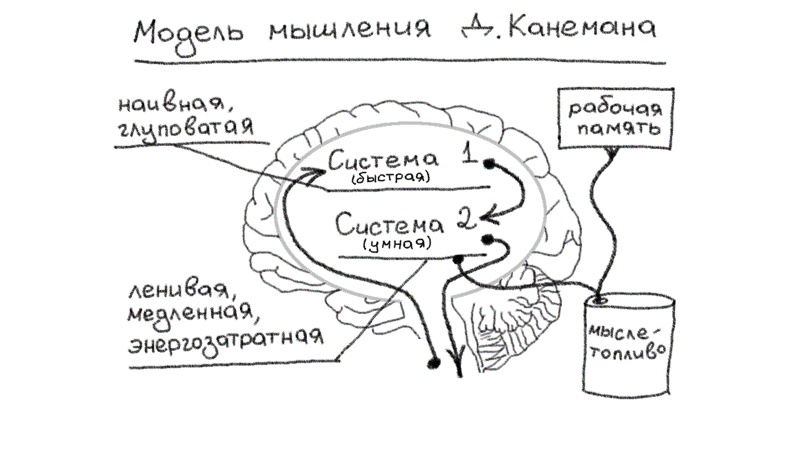 Модель мышления Д. Канемана
наивная,
глуповатая
рабочая
память
Система 1
(быстрая)
Система 2
(умная)
ленивая,
медленная,
энергозатратная
мысле-
топливо